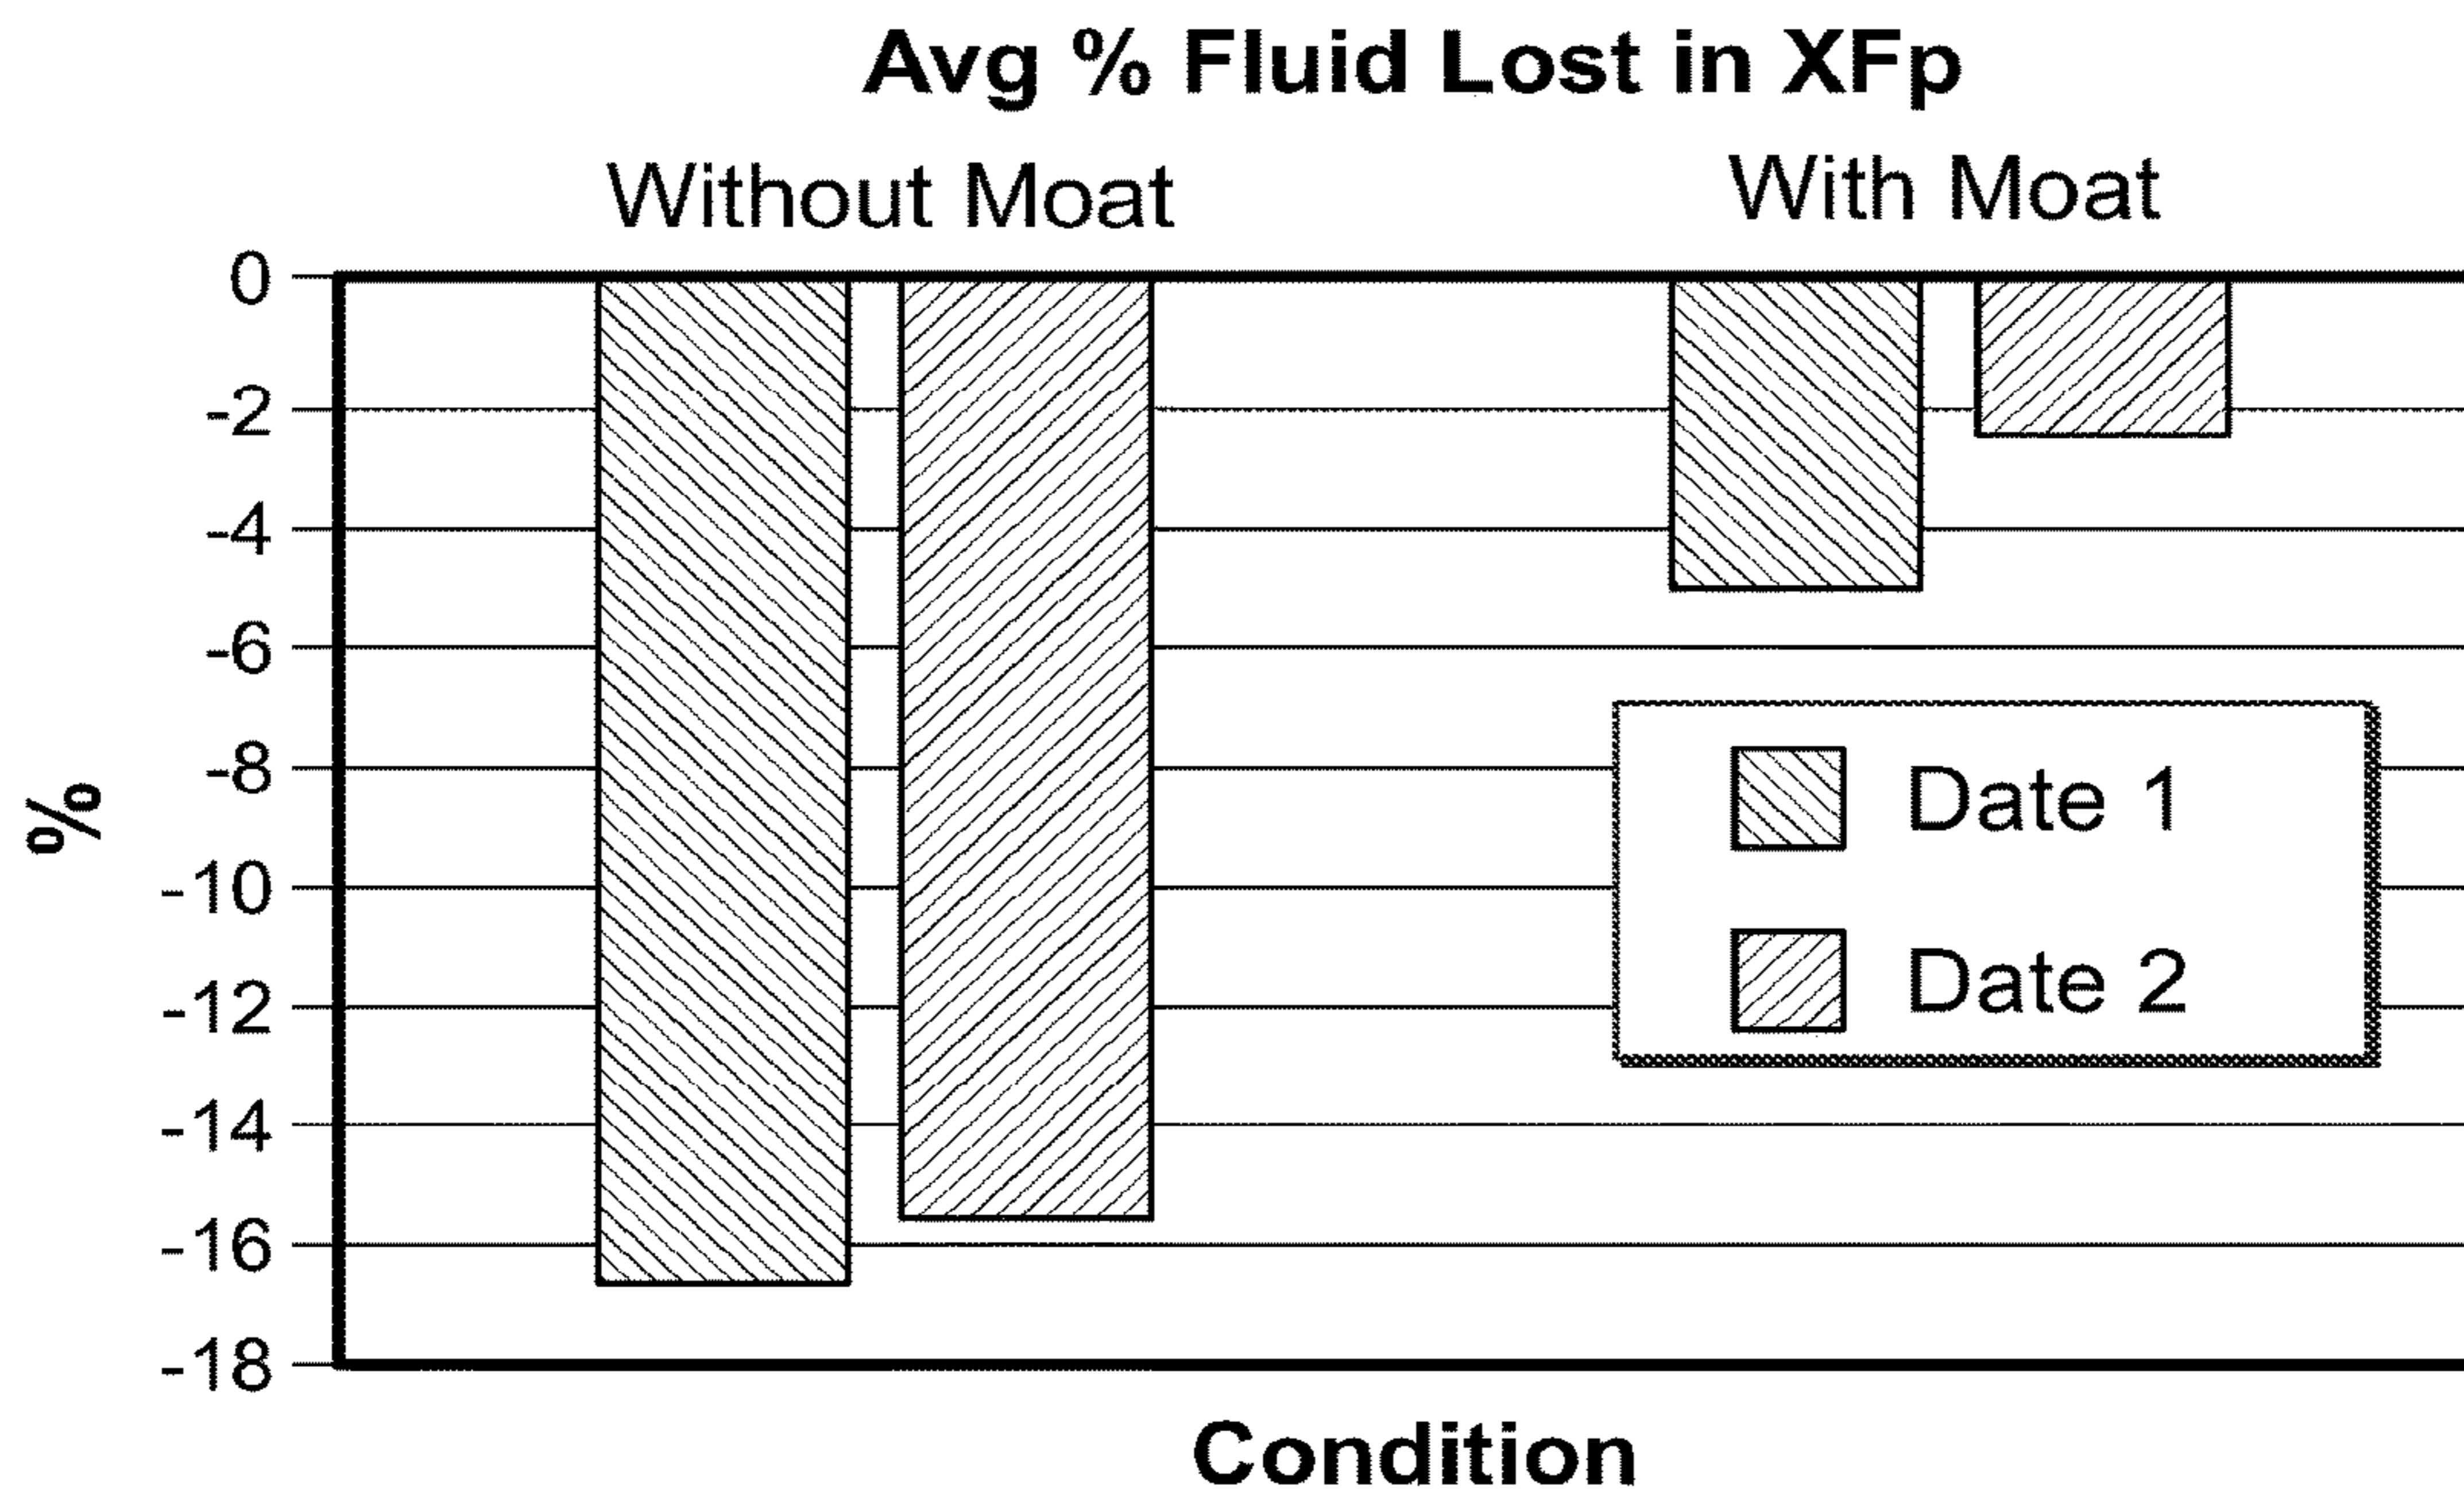 Avg % Fluid Lost in XFp
Without Moat
With Moat
0
-2
-4
-6
-8
-10
-12
-14
-16
-18
%
Date 1
Date 2
Condition